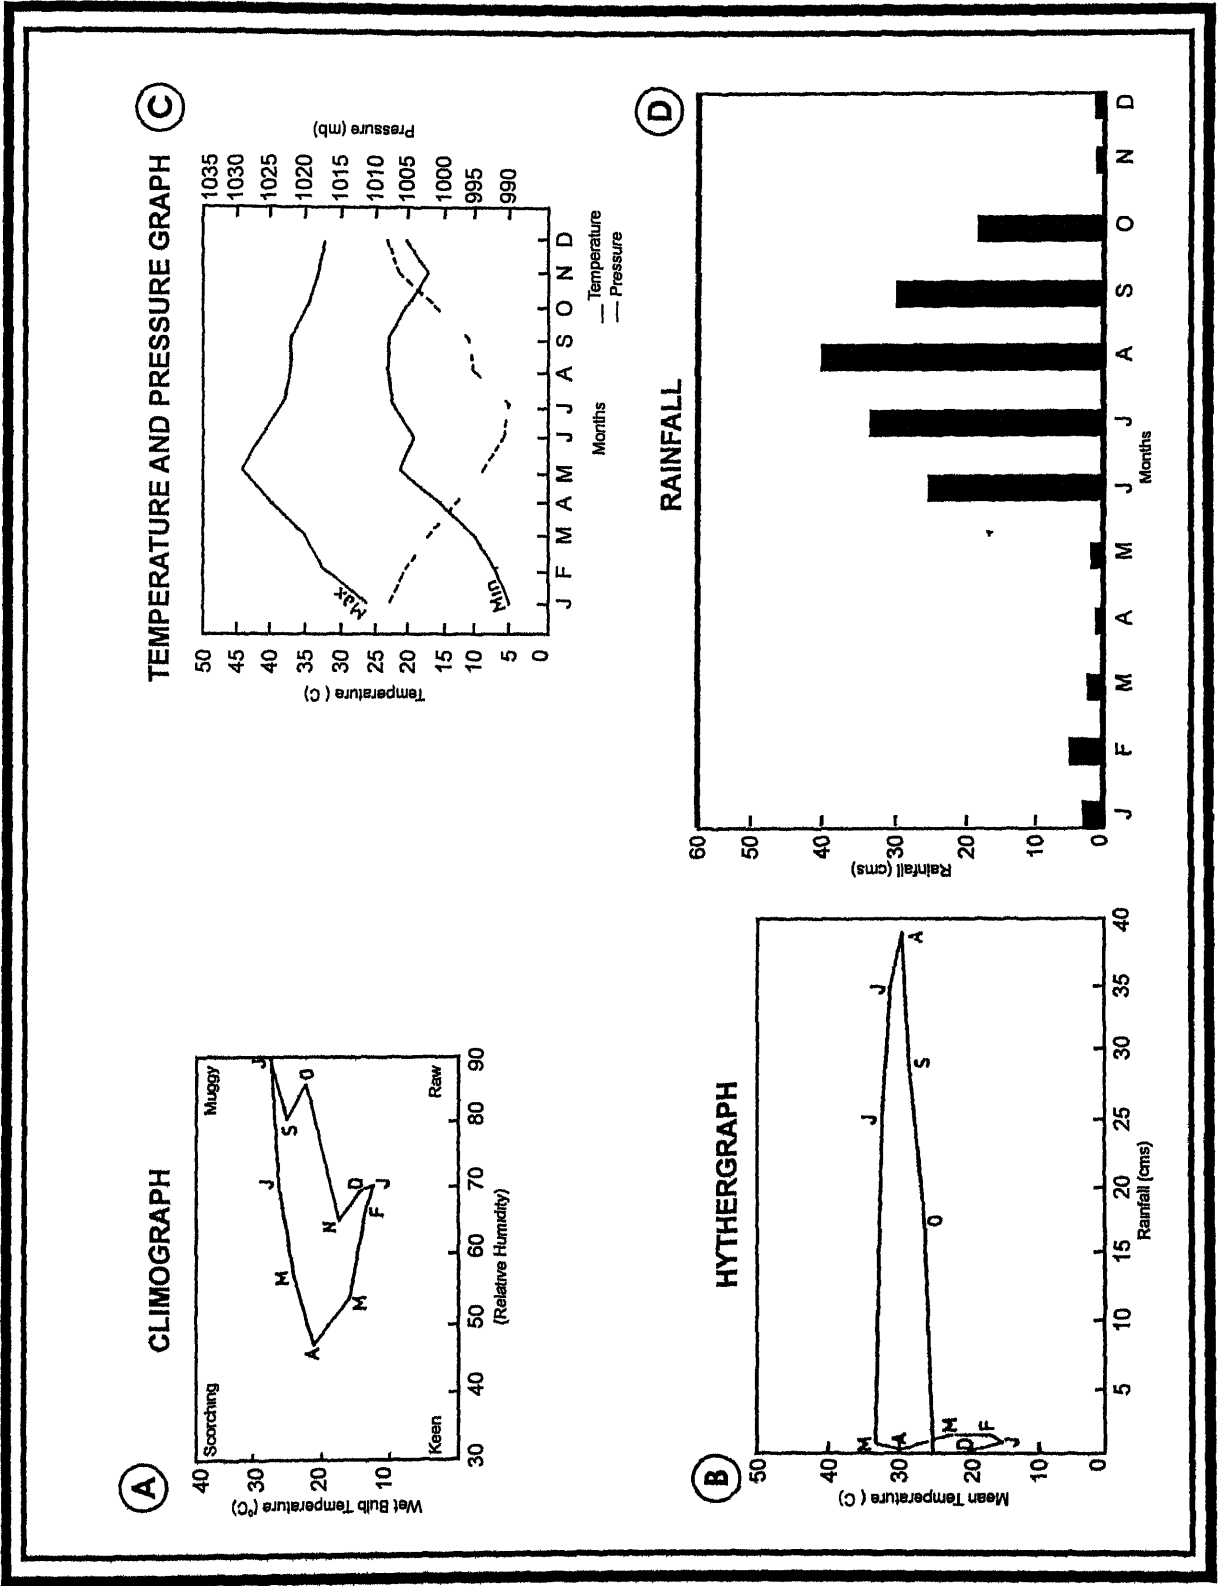 A
CLIMOGRAPH
Scorching
Muggy
Keen
Raw
40
30
20
10
Wet Bulb Temperature (°C)
J
J
M
A
M
F
J
D
N
O
S
30 40 50 60 70 80 90
(Relative Humidity)
TEMPERATURE AND PRESSURE GRAPH
C
50
45
40
35
30
25
20
15
10
5
0
Temperature ( C)
Max
Min
1035
1030
1025
1020
1015
1010
1005
1000
995
990
Pressure (mb)
J F M A M J J A S O N D
Months
Temperature
Pressure
B
HYTHERGRAPH
50
40
30
20
10
0
Mean Temperature ( C)
M
A
M
F
D
J
J
J
A
S
O
5 10 15 20 25 30 35 40
Rainfall (cms)
RAINFALL
D
60
50
40
30
20
10
0
Rainfall (cms)
J F M A M J J A S O N D
Months